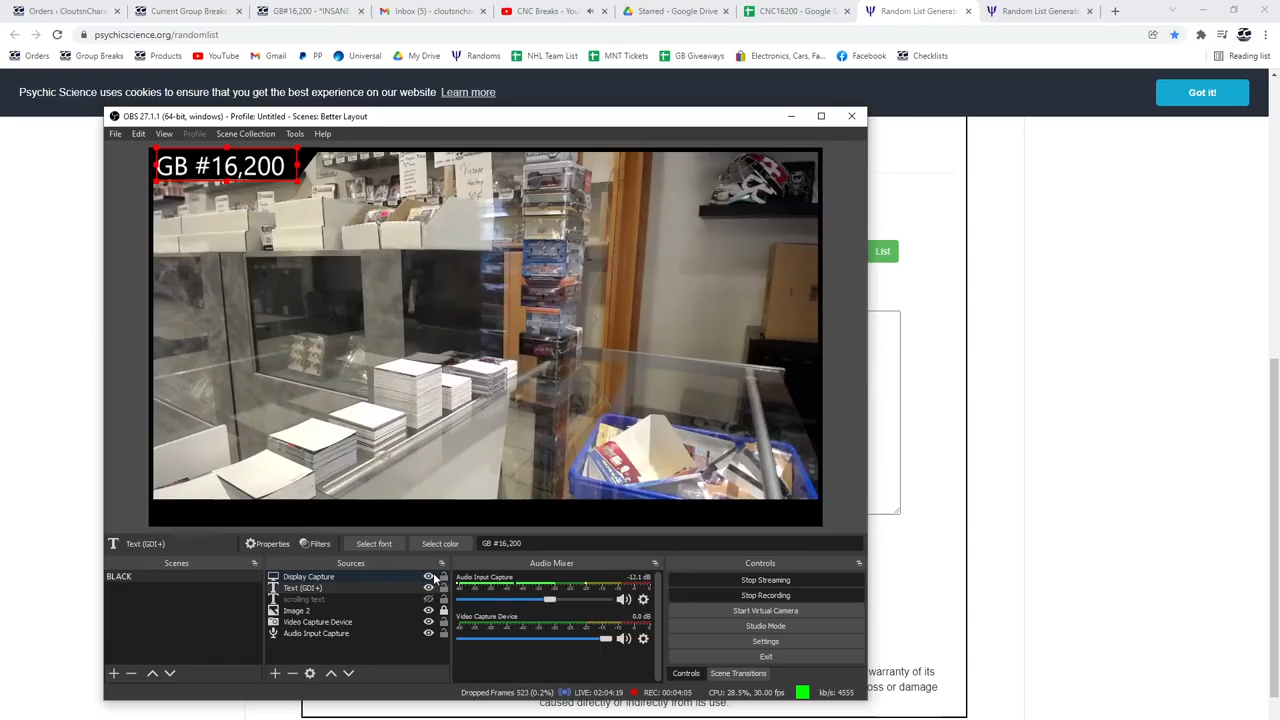 Orders ‹ CloutsnChara
Current Group Breaks
GB#16,200 - *INSANE
Inbox (5) - cloutsnchar
CNC Breaks - You
Starred - Google Drive
CNC16200 - Google S
Random List Generato
Random List Generato
psychicscience.org/randomlist
Orders
Group Breaks
Products
YouTube
Gmail
PP
Universal
My Drive
Randoms
NHL Team List
MNT Tickets
GB Giveaways
Electronics, Cars, Fa...
Facebook
Checklists
Reading list
Psychic Science uses cookies to ensure that you get the best experience on our website Learn more
Got it!
OBS 27.1.1 (64-bit, windows) - Profile: Untitled - Scenes: Better Layout
File Edit View Profile Scene Collection Tools Help
GB #16,200
Vintage
Hockey
List
Text (GDI+)
Properties
Filters
Select font
Select color
GB #16,200
Scenes
Sources
Audio Mixer
Controls
BLACK
Display Capture
Text (GDI+)
scrolling text
Image 2
Video Capture Device
Audio Input Capture
Audio Input Capture
-12.1 dB
Video Capture Device
0.0 dB
Stop Streaming
Stop Recording
Start Virtual Camera
Studio Mode
Settings
Exit
Controls
Scene Transitions
Dropped Frames 523 (0.2%)
LIVE: 02:04:19
REC: 00:04:05
CPU: 28.5%, 30.00 fps
kb/s: 4555
warranty of its
oss or damage
caused directly or indirectly from its use.